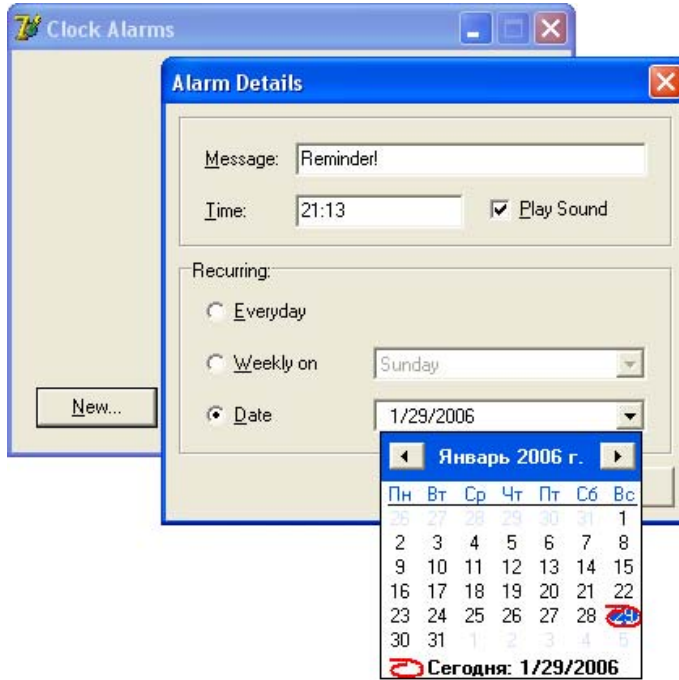 Clock Alarms
Alarm Details
Message: Reminder!
Time: 21:13 Play Sound
Recurring:
Everyday
Weekly on Sunday
New...
Date 1/29/2006
Январь 2006 г.
Пн Вт Ср Чт Пт Сб Вс
26 27 28 29 30 31 1
2 3 4 5 6 7 8
9 10 11 12 13 14 15
16 17 18 19 20 21 22
23 24 25 26 27 28 29
30 31 1 2 3 4 5
Сегодня: 1/29/2006